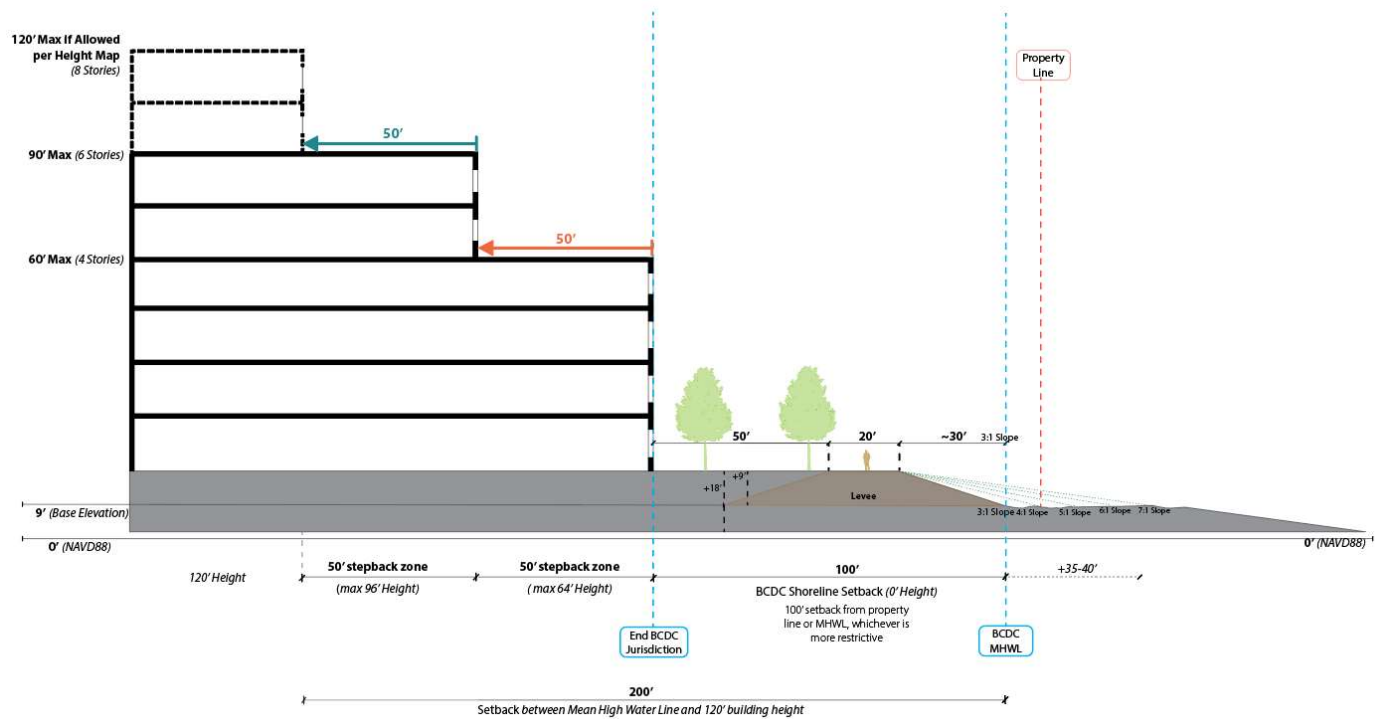 120' Max if Allowed
per Height Map
(8 Stories)
Property
Line
50'
90' Max (6 Stories)
50'
60' Max (4 Stories)
50'
20'
~30'
3:1 Slope
+9'
+18'
Levee
3:1 Slope
4:1 Slope
5:1 Slope
6:1 Slope
7:1 Slope
9' (Base Elevation)
0' (NAVD88)
0' (NAVD88)
120' Height
50' stepback zone
(max 96' Height)
50' stepback zone
( max 64' Height)
100'
BCDC Shoreline Setback (0' Height)
100' setback from property
line or MHWL, whichever is
more restrictive
+35-40'
End BCDC
Jurisdiction
BCDC
MHWL
200'
Setback between Mean High Water Line and 120' building height